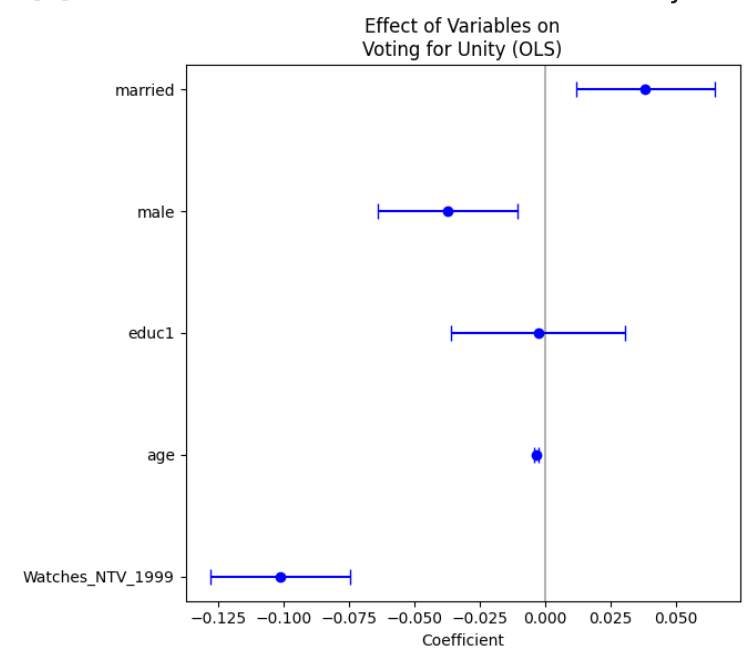 Effect of Variables on
Voting for Unity (OLS)
married
male
educ1
age
Watches_NTV_1999
−0.125 −0.100 −0.075 −0.050 −0.025 0.000 0.025 0.050
Coefficient